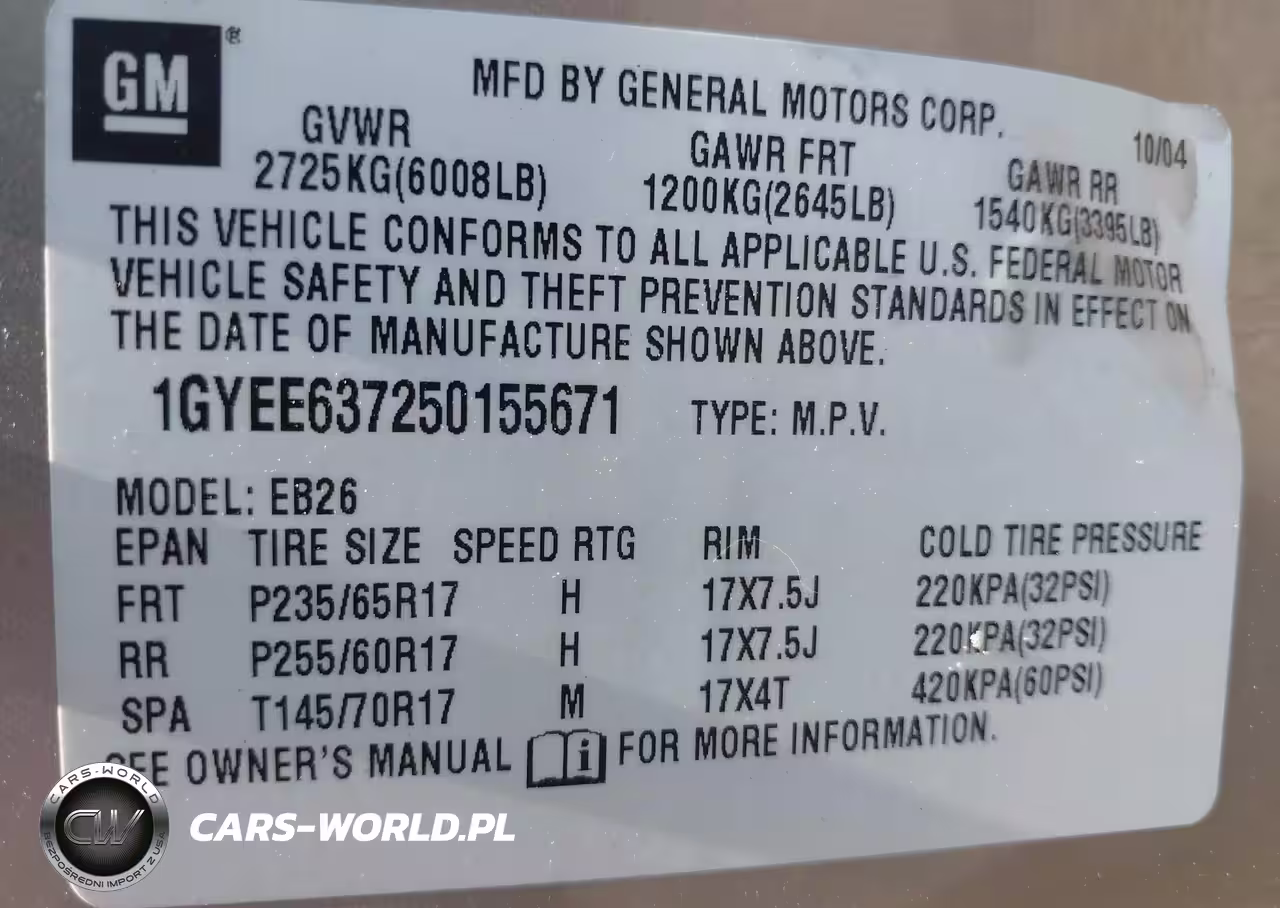 GM ®
MFD BY GENERAL MOTORS CORP.
10/04
GVWR GAWR FRT GAWR RR
2725KG(6008LB) 1200KG(2645LB) 1540KG(3395LB)
THIS VEHICLE CONFORMS TO ALL APPLICABLE U.S. FEDERAL MOTOR
VEHICLE SAFETY AND THEFT PREVENTION STANDARDS IN EFFECT ON
THE DATE OF MANUFACTURE SHOWN ABOVE.
1GYEE637250155671 TYPE: M.P.V.
MODEL: EB26
EPAN TIRE SIZE SPEED RTG RIM COLD TIRE PRESSURE
FRT P235/65R17 H 17X7.5J 220KPA(32PSI)
RR P255/60R17 H 17X7.5J 220KPA(32PSI)
SPA T145/70R17 M 17X4T 420KPA(60PSI)
SEE OWNER'S MANUAL i FOR MORE INFORMATION.
CARS-WORLD
CW
BEZPOŚREDNI IMPORT Z USA
CARS-WORLD.PL